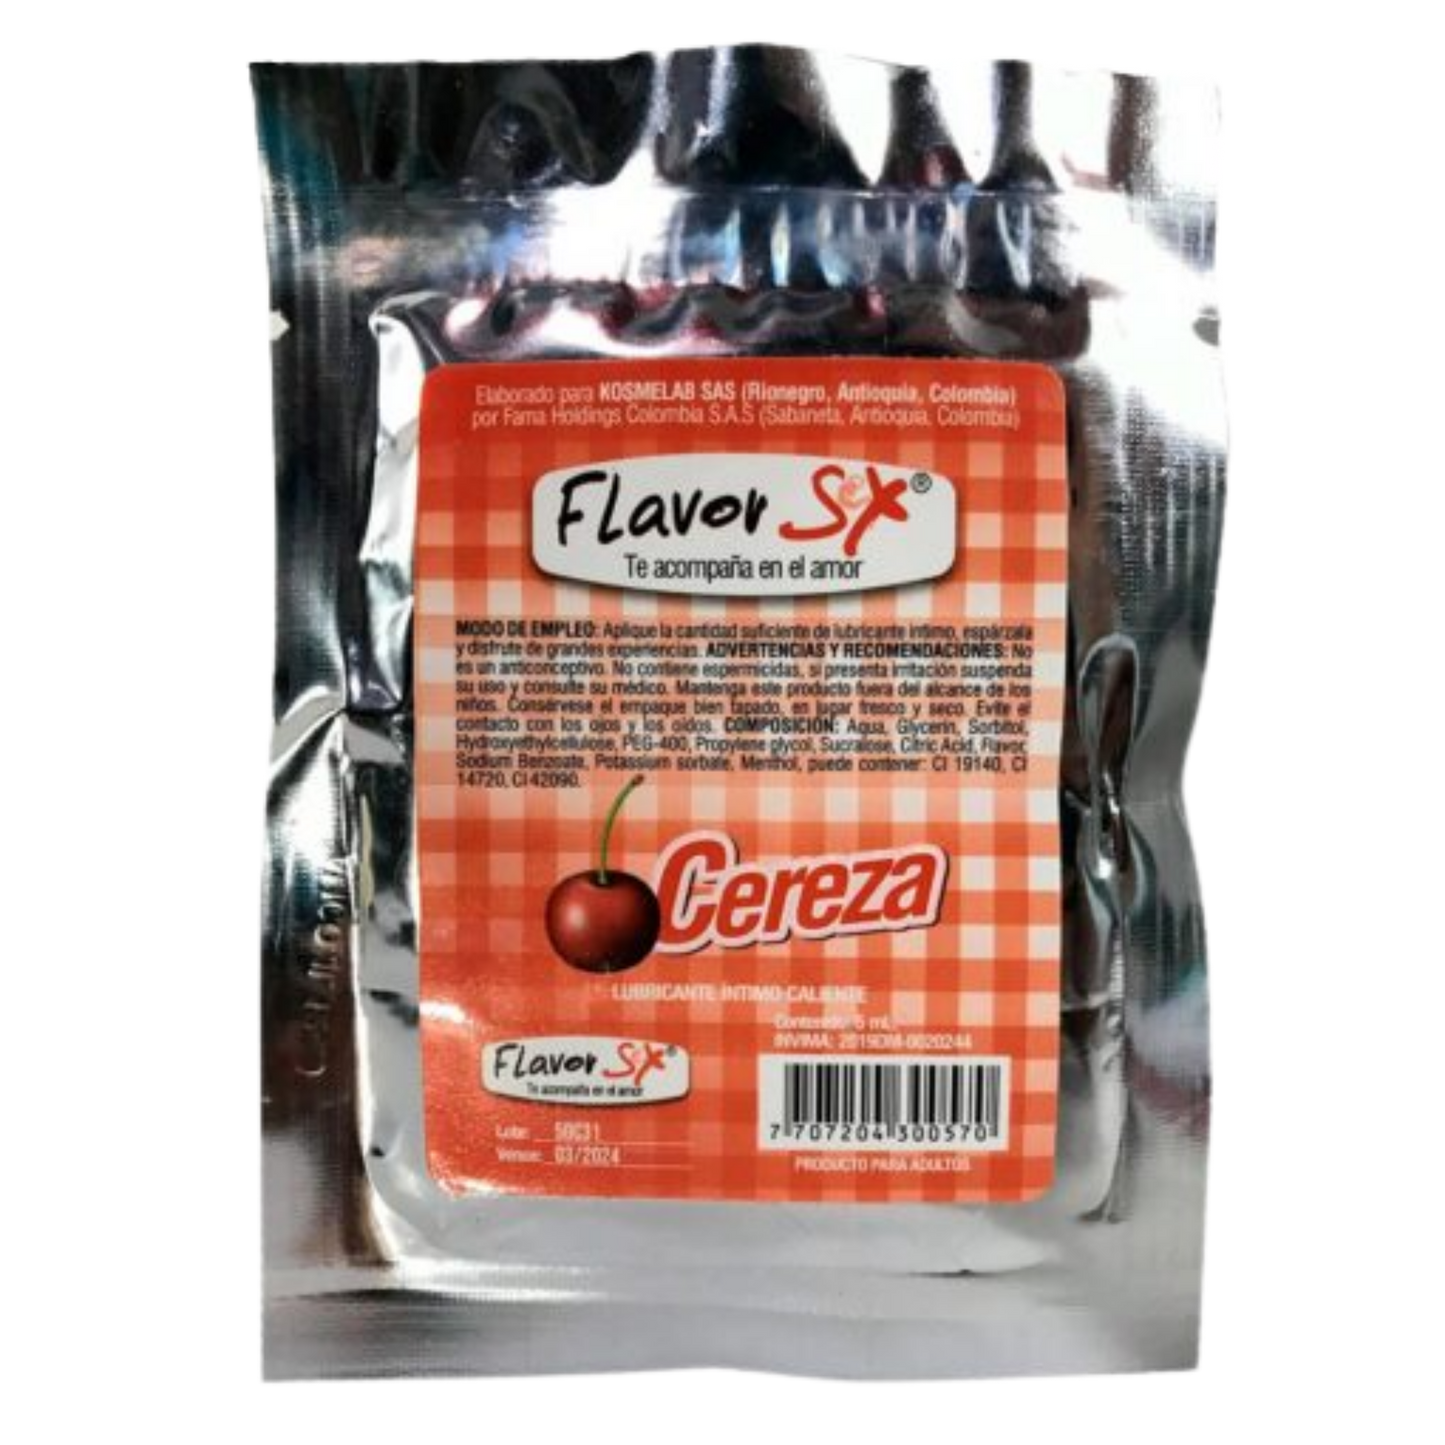 Elaborado para KOSMELAB SAS (Rionegro, Antioquia, Colombia)
por Fama Holdings Colombia S.A.S (Sabaneta, Antioquia, Colombia)
FLavor Sex®
Te acompaña en el amor
MODO DE EMPLEO: Aplique la cantidad suficiente de lubricante íntimo, espárzala
y disfrute de grandes experiencias. ADVERTENCIAS Y RECOMENDACIONES: No
es un anticonceptivo. No contiene espermicidas, si presenta irritación suspenda
su uso y consulte su médico. Mantenga este producto fuera del alcance de los
niños. Consérvese el empaque bien tapado, en lugar fresco y seco. Evite el
contacto con los ojos y los oídos. COMPOSICIÓN: Aqua, Glycerin, Sorbitol,
Hydroxyethylcellulose, PEG-400, Propylene glycol, Sucralose, Citric Acid, Flavor,
Sodium Benzoate, Potassium sorbate, Menthol, puede contener: CI 19140, CI
14720, CI 42090.
Cereza
LUBRICANTE ÍNTIMO CALIENTE
Contenido: 5 mL.
INVIMA: 2019DM-0020244
FLavor Sex®
Te acompaña en el amor
Lote: 50C31
Vence: 03/2024
7 707204 300570
PRODUCTO PARA ADULTOS